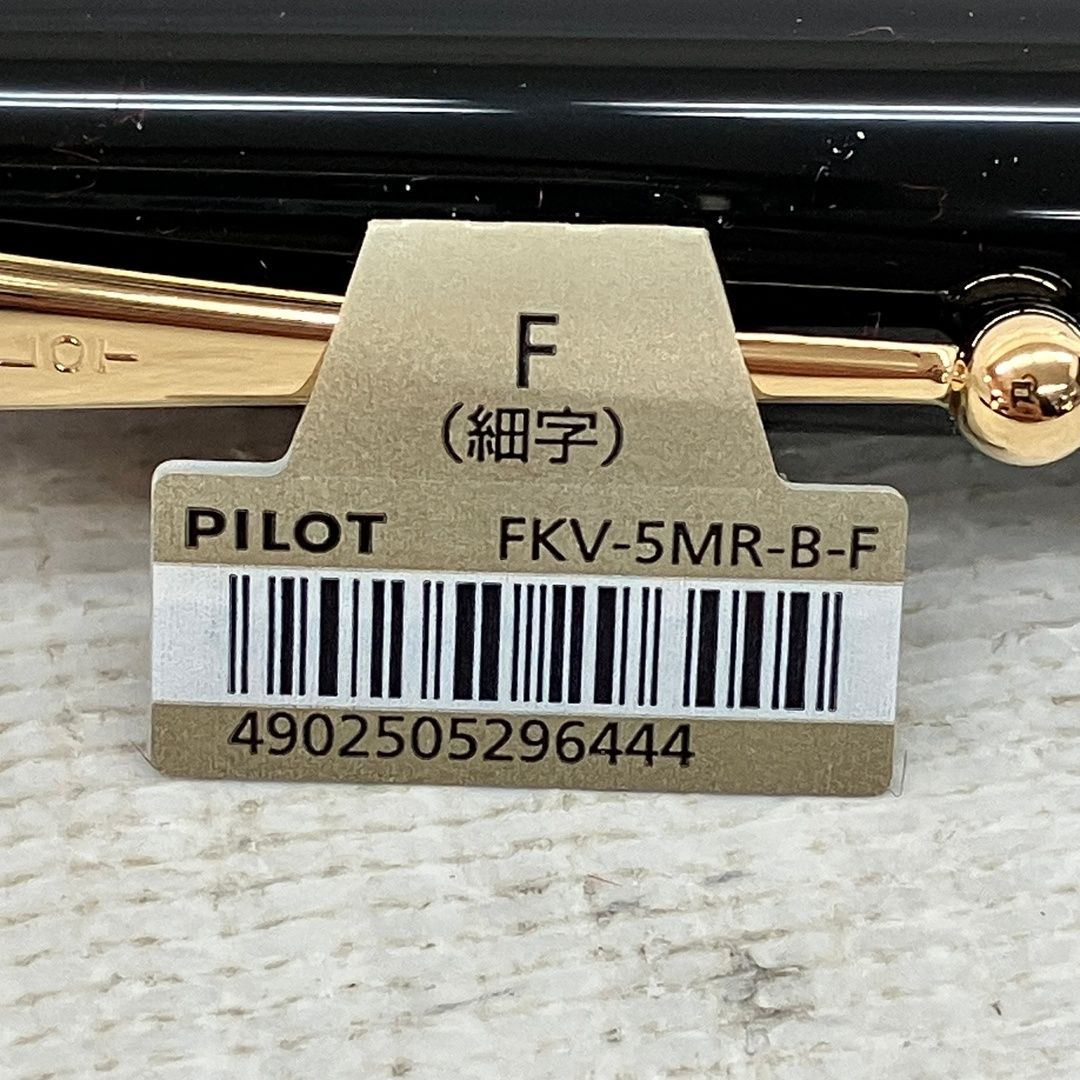 F
(細字)
PILOT FKV-5MR-B-F
4902505296444